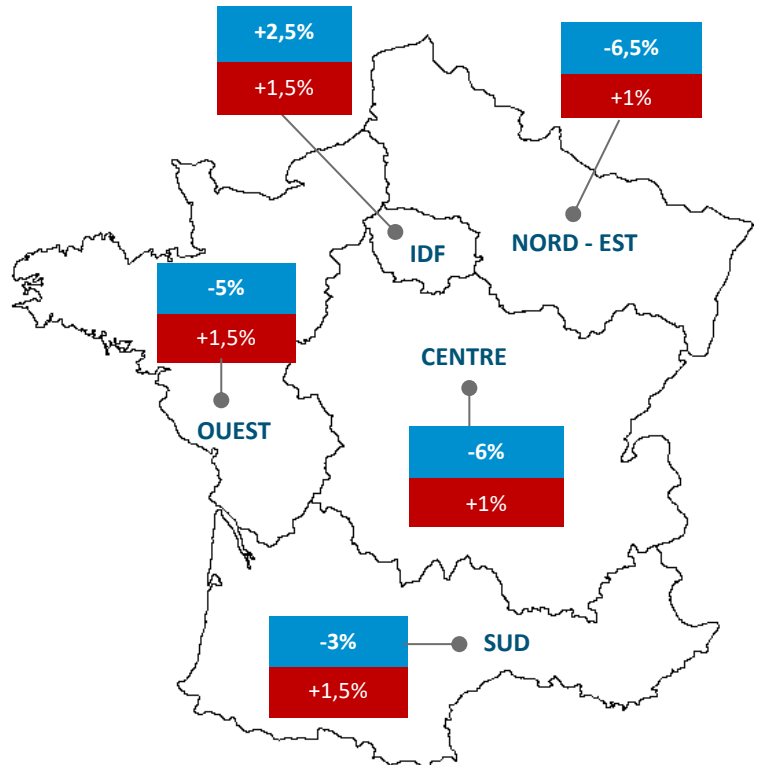 +2,5%
+1,5%
-6,5%
+1%
IDF
NORD - EST
-5%
+1,5%
OUEST
CENTRE
-6%
+1%
-3%
+1,5%
SUD